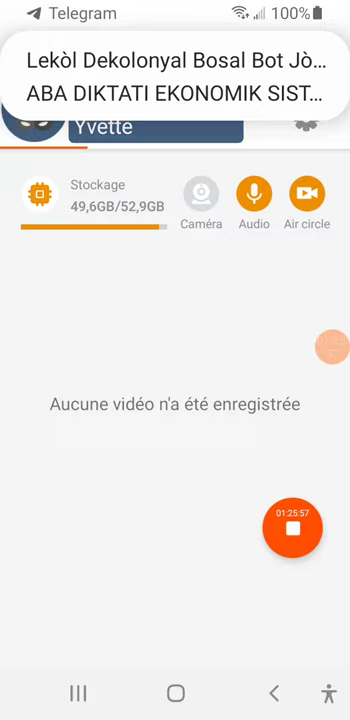 Telegram
100%
Lekòl Dekolonyal Bosal Bot Jò...
ABA DIKTATI EKONOMIK SIST...
Yvette
Stockage
49,6GB/52,9GB
Caméra
Audio
Air circle
Aucune vidéo n'a été enregistrée
01:25:57